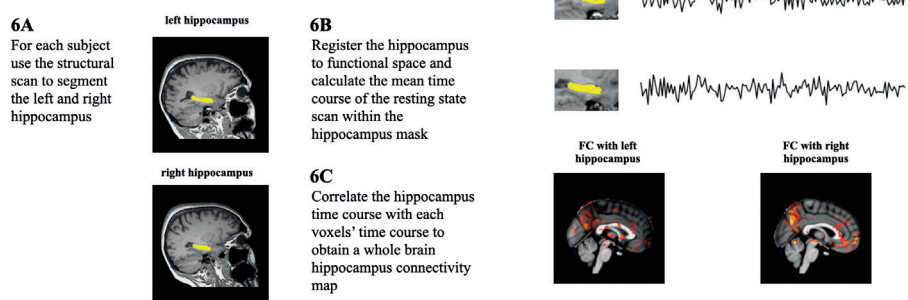 6A
For each subject
use the structural
scan to segment
the left and right
hippocampus
left hippocampus
right hippocampus
6B
Register the hippocampus
to functional space and
calculate the mean time
course of the resting state
scan within the
hippocampus mask
6C
Correlate the hippocampus
time course with each
voxels’ time course to
obtain a whole brain
hippocampus connectivity
map
FC with left
hippocampus
FC with right
hippocampus